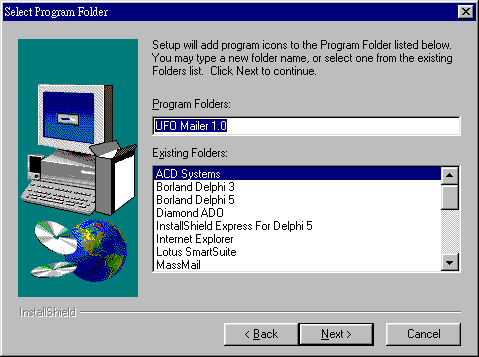 Select Program Folder
Setup will add program icons to the Program Folder listed below.
You may type a new folder name, or select one from the existing
Folders list.  Click Next to continue.
Program Folders:
UFO Mailer 1.0
Existing Folders:
ACD Systems
Borland Delphi 3
Borland Delphi 5
Diamond ADO
InstallShield Express For Delphi 5
Internet Explorer
Lotus SmartSuite
MassMail
InstallShield
< Back
Next >
Cancel